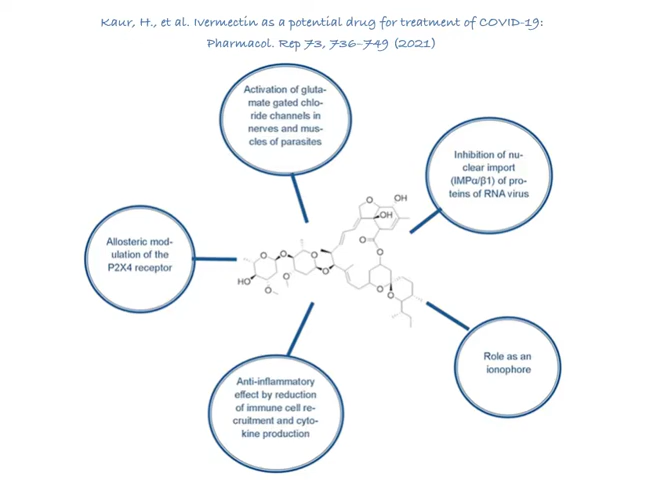 Kaur, H., et al. Ivermectin as a potential drug for treatment of COVID-19:
Pharmacol. Rep 73, 736-749 (2021)
Activation of gluta-
mate gated chlo-
ride channels in
nerves and mus-
cles of parasites
Inhibition of nu-
clear import
(IMPα/β1) of pro-
teins of RNA virus
Allosteric mod-
ulation of the
P2X4 receptor
O
OH
OH
O
O
O
O
O
O
O
HO
O
O
O
O
Role as an
ionophore
Anti-inflammatory
effect by reduction
of immune cell re-
cruitment and cyto-
kine production